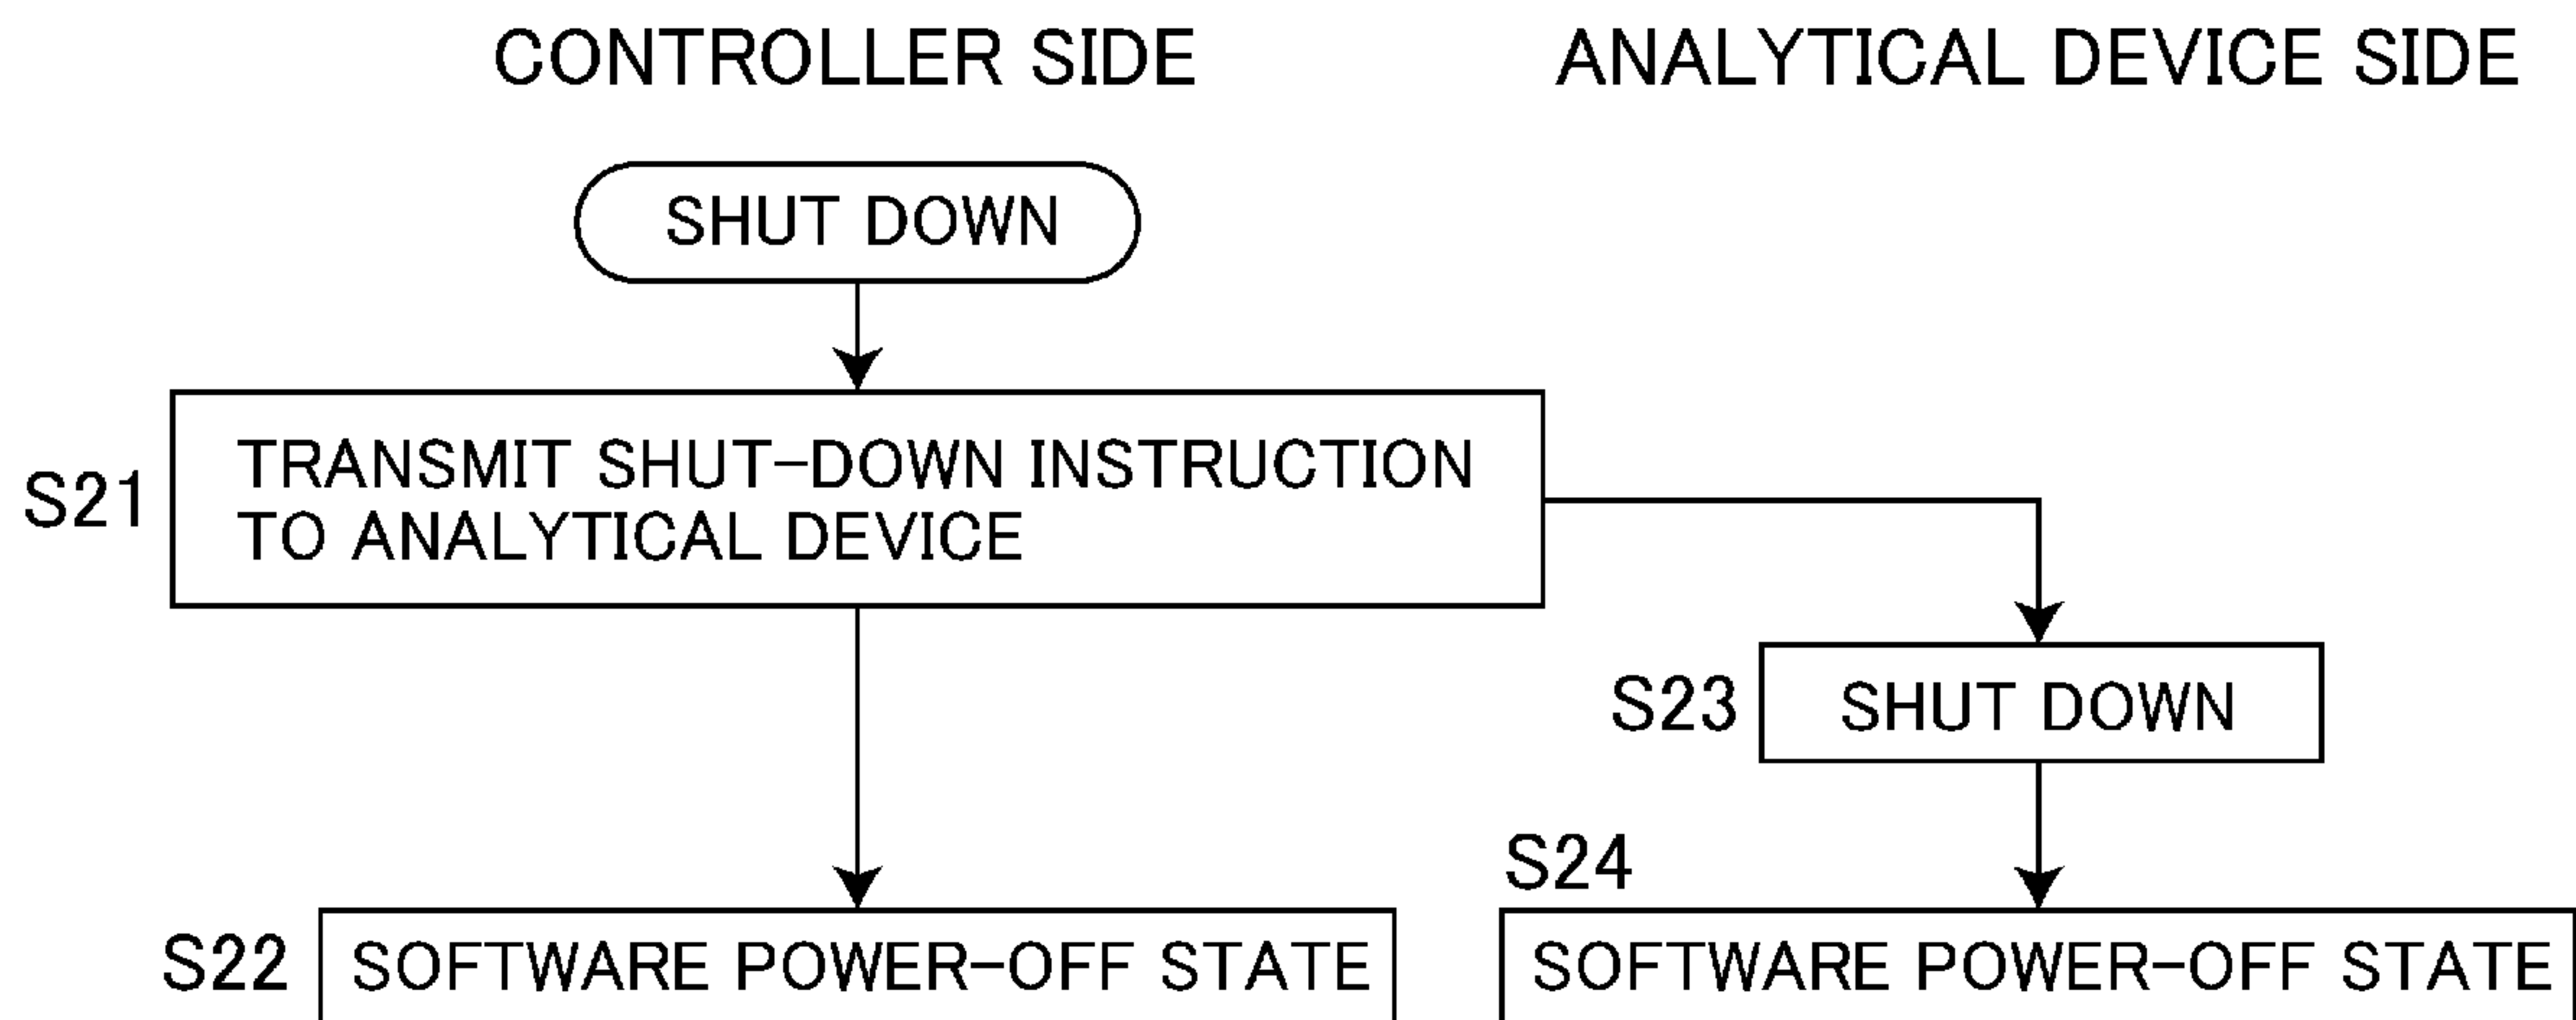 CONTROLLER SIDE
ANALYTICAL DEVICE SIDE
SHUT DOWN
S21
TRANSMIT SHUT-DOWN INSTRUCTION
TO ANALYTICAL DEVICE
S23
SHUT DOWN
S24
S22
SOFTWARE POWER-OFF STATE
SOFTWARE POWER-OFF STATE